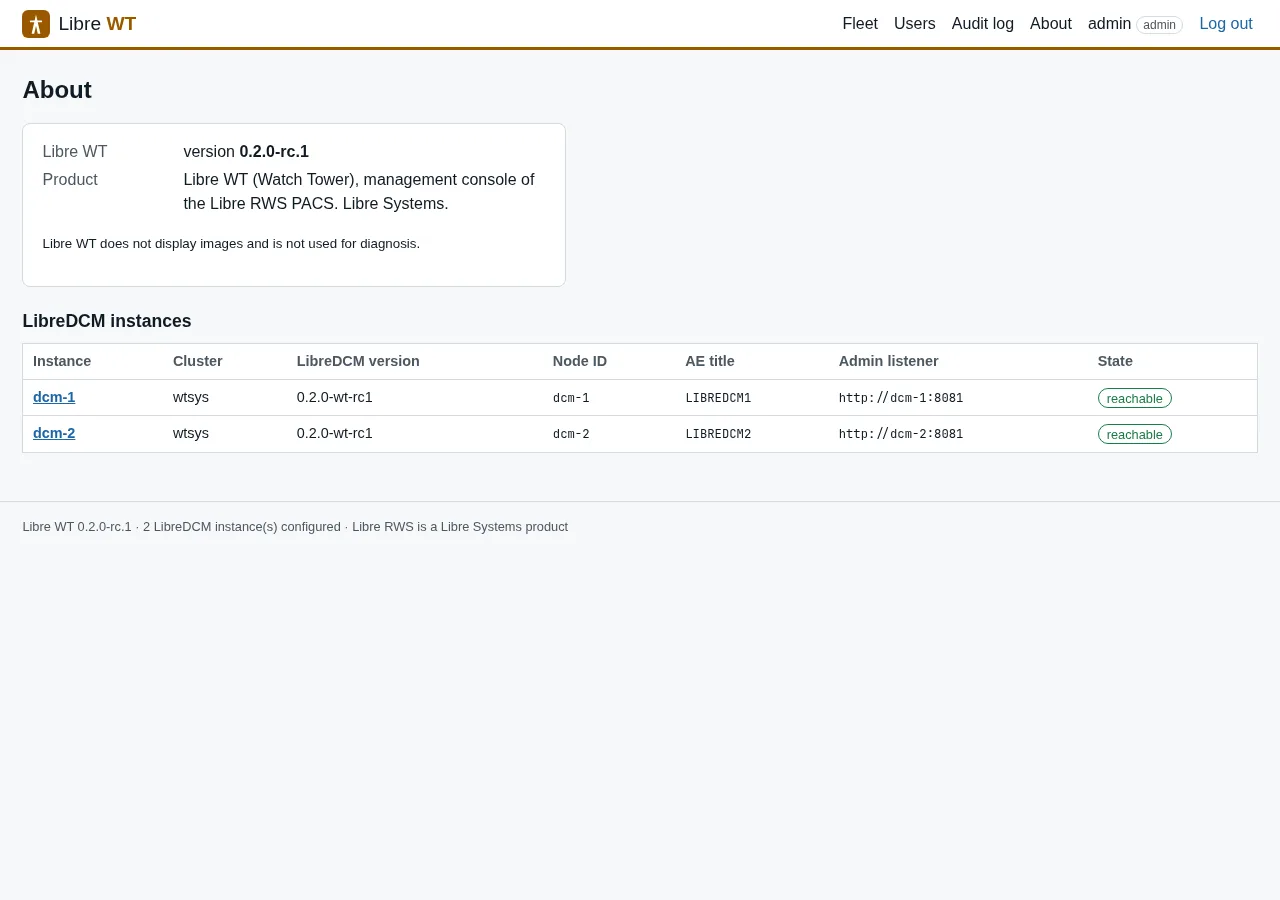 Libre WT
Fleet Users Audit log About admin admin Log out
About
Libre WT version 0.2.0-rc.1
Product Libre WT (Watch Tower), management console of
the Libre RWS PACS. Libre Systems.
Libre WT does not display images and is not used for diagnosis.
LibreDCM instances
Instance Cluster LibreDCM version Node ID AE title Admin listener State
dcm-1 wtsys 0.2.0-wt-rc1 dcm-1 LIBREDCM1 http://dcm-1:8081 reachable
dcm-2 wtsys 0.2.0-wt-rc1 dcm-2 LIBREDCM2 http://dcm-2:8081 reachable
Libre WT 0.2.0-rc.1 · 2 LibreDCM instance(s) configured · Libre RWS is a Libre Systems product